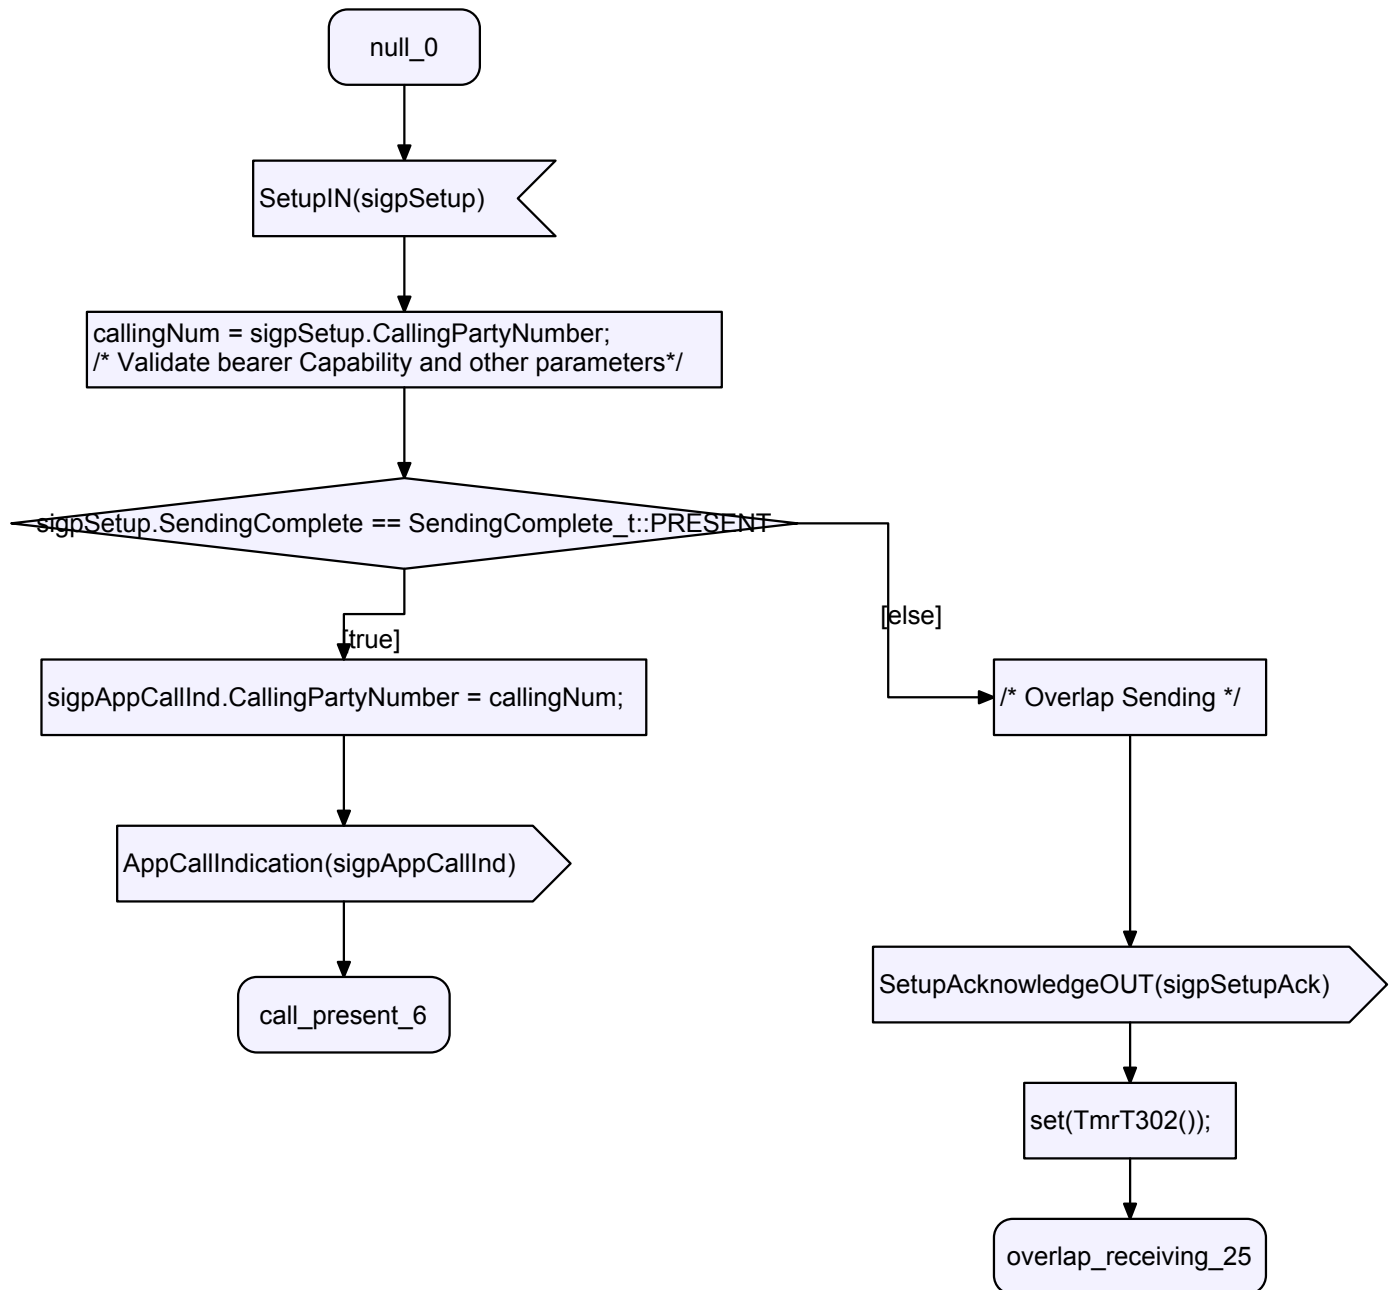 null_0
SetupIN(sigpSetup)
callingNum = sigpSetup.CallingPartyNumber;
/* Validate bearer Capability and other parameters*/
sigpSetup.SendingComplete == SendingComplete_t::PRESENT
[true]
[else]
sigpAppCallInd.CallingPartyNumber = callingNum;
/* Overlap Sending */
AppCallIndication(sigpAppCallInd)
call_present_6
SetupAcknowledgeOUT(sigpSetupAck)
set(TmrT302());
overlap_receiving_25